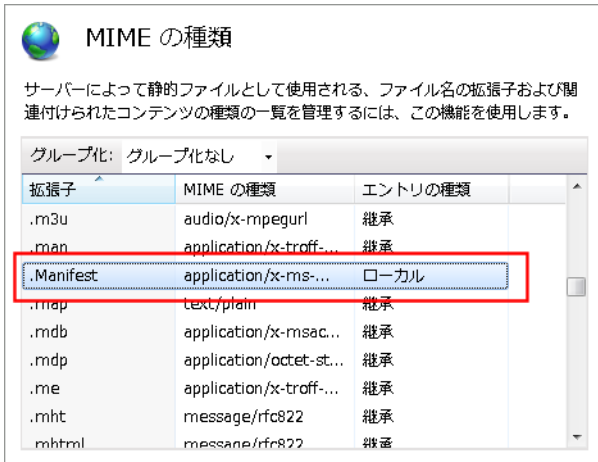 MIME の種類
サーバーによって静的ファイルとして使用される、ファイル名の拡張子および関
連付けられたコンテンツの種類の一覧を管理するには、この機能を使用します。
グループ化: グループ化なし
拡張子 MIME の種類 エントリの種類
.m3u audio/x-mpegurl 継承
.man application/x-troff-... 継承
.Manifest application/x-ms-... ローカル
.map text/plain 継承
.mdb application/x-msac... 継承
.mdp application/octet-st... 継承
.me application/x-troff-... 継承
.mht message/rfc822 継承
.mhtml message/rfc822 継承